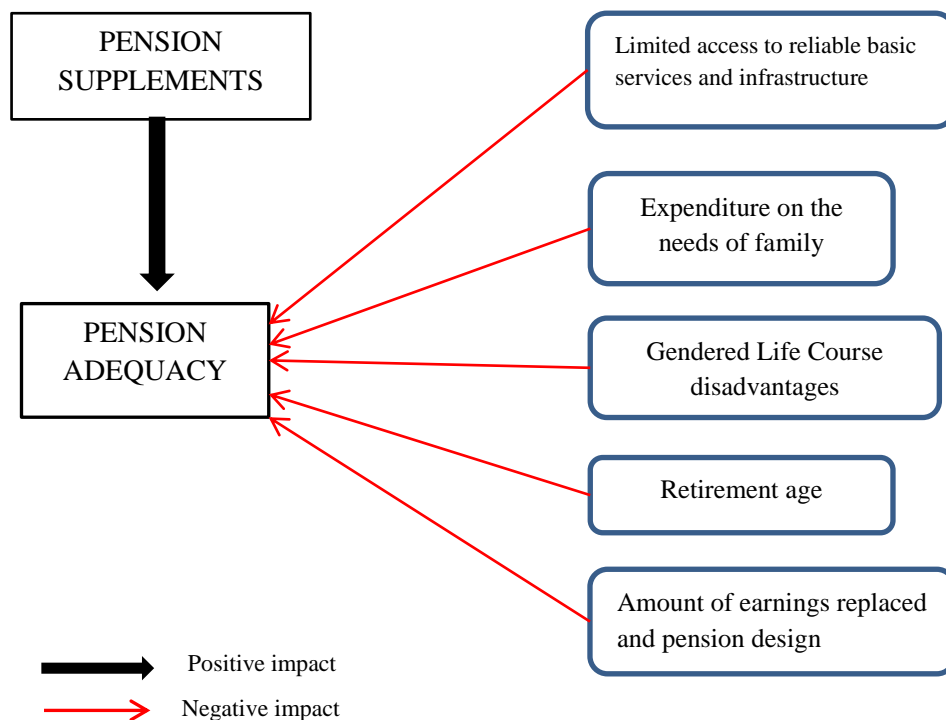 PENSION
SUPPLEMENTS
PENSION
ADEQUACY
Limited access to reliable basic
services and infrastructure
Expenditure on the
needs of family
Gendered Life Course
disadvantages
Retirement age
Amount of earnings replaced
and pension design
Positive impact
Negative impact